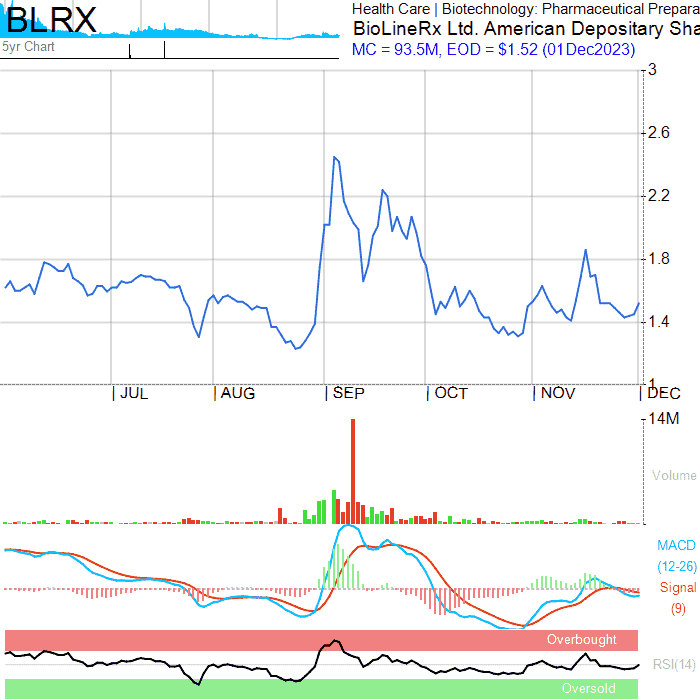 BLRX
5yr Chart
Health Care | Biotechnology: Pharmaceutical Prepara
BioLineRx Ltd. American Depositary Sha
MC = 93.5M, EOD = $1.52 (01Dec2023)
3
2.6
2.2
1.8
1.4
1
JUL
AUG
SEP
OCT
NOV
DEC
14M
Volume
MACD
(12-26)
Signal
(9)
Overbought
RSI(14)
Oversold